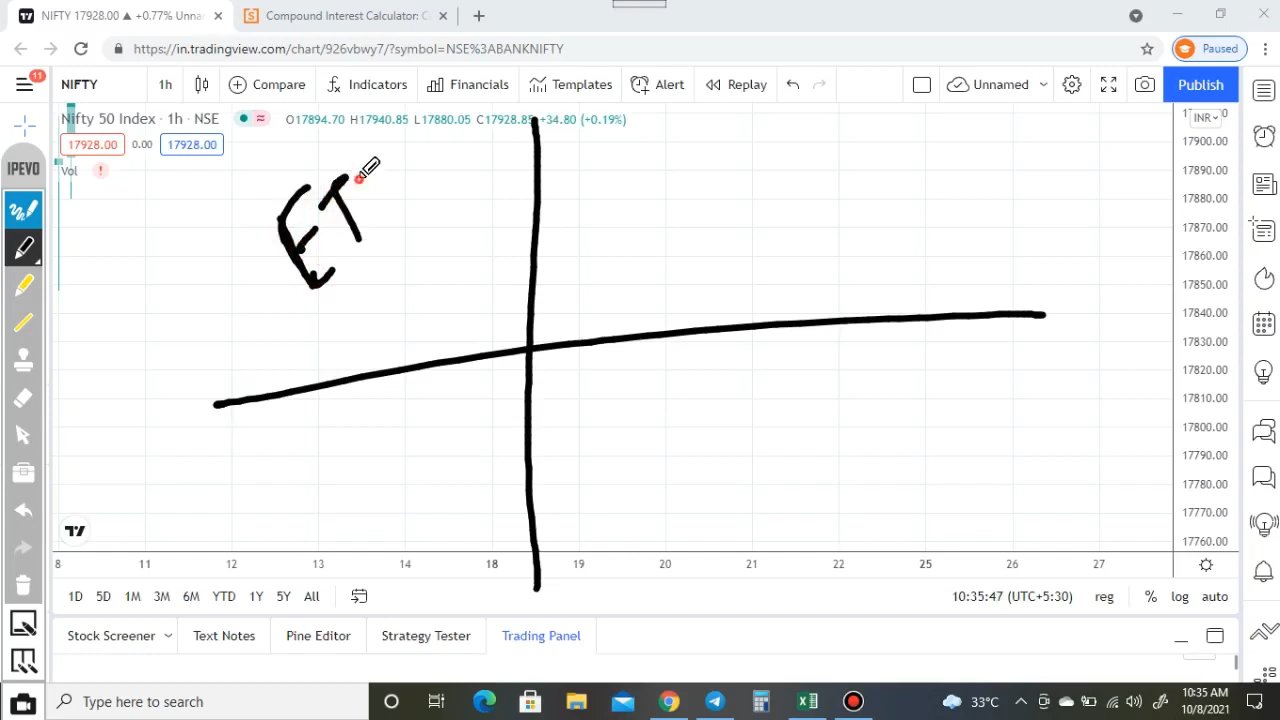 NIFTY 17928.00 ▲ +0.77% Unnar
Compound Interest Calculator: C
https://in.tradingview.com/chart/926vbwy7/?symbol=NSE%3ABANKNIFTY
Paused
11
NIFTY 1h Compare Indicators Financials Templates Alert Replay Unnamed Publish
Nifty 50 Index · 1h · NSE O17894.70 H17940.85 L17880.05 C17928.85 +34.80 (+0.19%)
INR
17928.00 0.00 17928.00
Vol
IPEVO
ET
17900.00
17890.00
17880.00
17870.00
17860.00
17850.00
17840.00
17830.00
17820.00
17810.00
17800.00
17790.00
17780.00
17770.00
17760.00
8 11 12 13 14 18 19 20 21 22 25 26 27
1D 5D 1M 3M 6M YTD 1Y 5Y All 10:35:47 (UTC+5:30) reg % log auto
Stock Screener Text Notes Pine Editor Strategy Tester Trading Panel
Type here to search 33°C 10:35 AM
10/8/2021